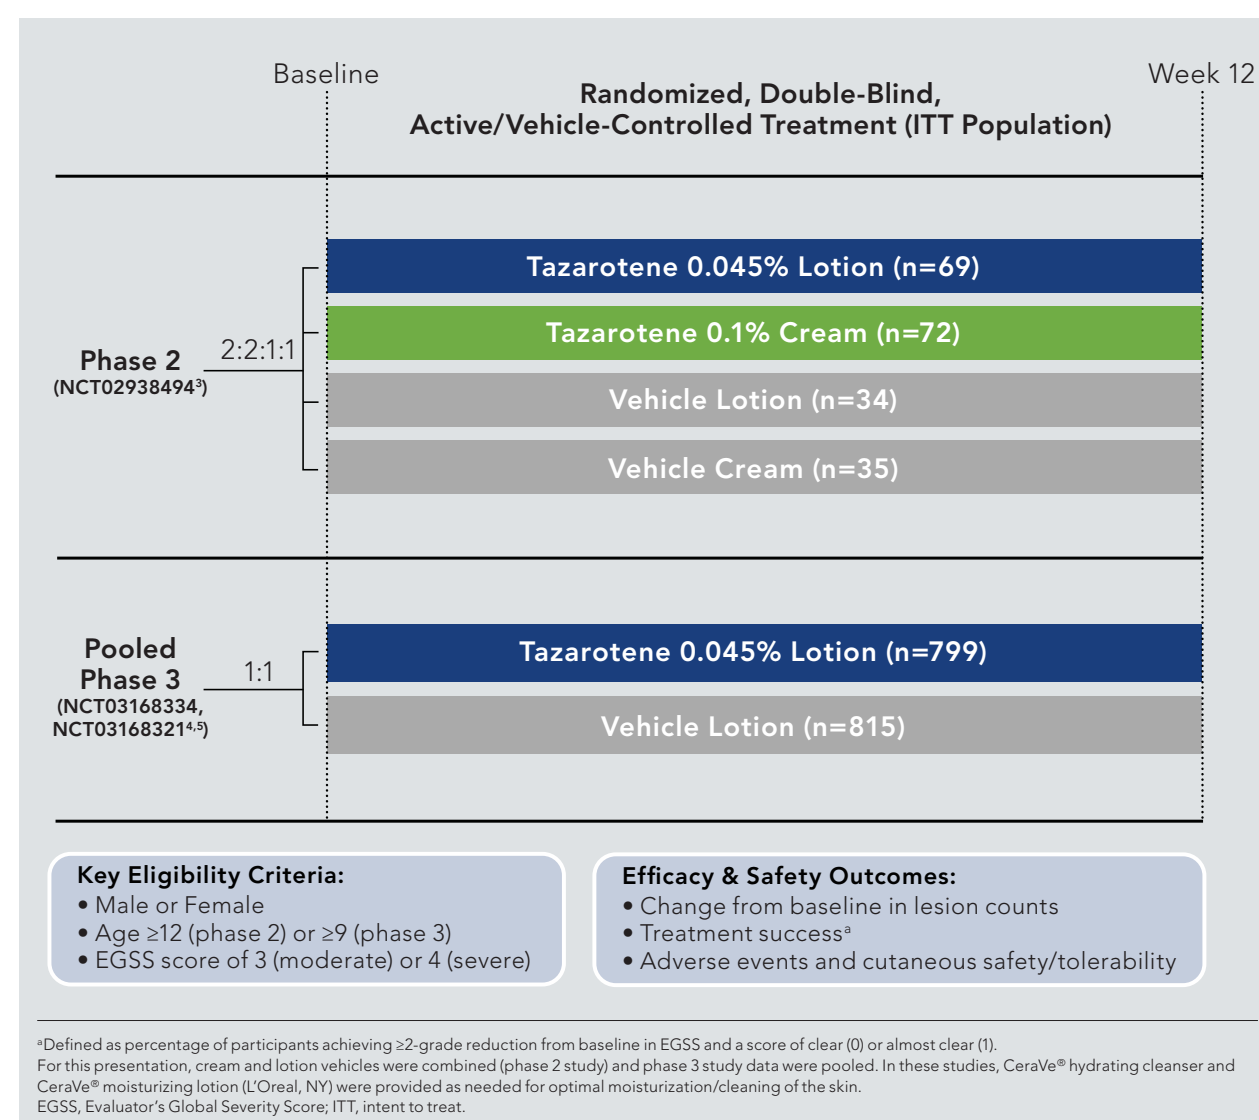 Baseline
Week 12
Randomized, Double-Blind,
Active/Vehicle-Controlled Treatment (ITT Population)
Phase 2
(NCT02938494³)
2:2:1:1
Tazarotene 0.045% Lotion (n=69)
Tazarotene 0.1% Cream (n=72)
Vehicle Lotion (n=34)
Vehicle Cream (n=35)
Pooled
Phase 3
(NCT03168334,
NCT03168321⁴,⁵)
1:1
Tazarotene 0.045% Lotion (n=799)
Vehicle Lotion (n=815)
Key Eligibility Criteria:
• Male or Female
• Age ≥12 (phase 2) or ≥9 (phase 3)
• EGSS score of 3 (moderate) or 4 (severe)
Efficacy & Safety Outcomes:
• Change from baseline in lesion counts
• Treatment successᵃ
• Adverse events and cutaneous safety/tolerability
ᵃDefined as percentage of participants achieving ≥2-grade reduction from baseline in EGSS and a score of clear (0) or almost clear (1).
For this presentation, cream and lotion vehicles were combined (phase 2 study) and phase 3 study data were pooled. In these studies, CeraVe® hydrating cleanser and
CeraVe® moisturizing lotion (L'Oreal, NY) were provided as needed for optimal moisturization/cleaning of the skin.
EGSS, Evaluator's Global Severity Score; ITT, intent to treat.